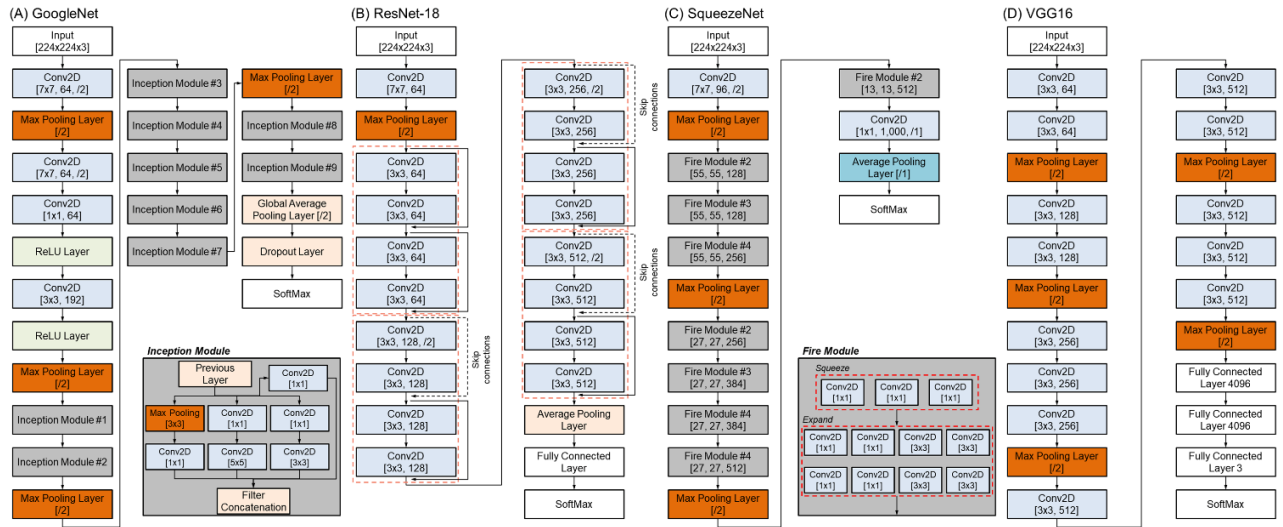 (A) GoogleNet
Input
[224x224x3]
Conv2D
[7x7, 64, /2]
Max Pooling Layer
[/2]
Conv2D
[7x7, 64, /2]
Conv2D
[1x1, 64]
ReLU Layer
Conv2D
[3x3, 192]
ReLU Layer
Max Pooling Layer
[/2]
Inception Module #1
Inception Module #2
Max Pooling Layer
[/2]
Inception Module #3
Inception Module #4
Inception Module #5
Inception Module #6
Inception Module #7
Max Pooling Layer
[/2]
Inception Module #8
Inception Module #9
Global Average
Pooling Layer [/2]
Dropout Layer
SoftMax
Inception Module
Previous
Layer
Conv2D
[1x1]
Max Pooling
[3x3]
Conv2D
[1x1]
Conv2D
[1x1]
Conv2D
[1x1]
Conv2D
[5x5]
Conv2D
[3x3]
Filter
Concatenation
(B) ResNet-18
Input
[224x224x3]
Conv2D
[7x7, 64]
Max Pooling Layer
[/2]
Conv2D
[3x3, 64]
Conv2D
[3x3, 64]
Conv2D
[3x3, 64]
Conv2D
[3x3, 64]
Conv2D
[3x3, 128, /2]
Conv2D
[3x3, 128]
Conv2D
[3x3, 128]
Conv2D
[3x3, 128]
Skip
connections
Conv2D
[3x3, 256, /2]
Conv2D
[3x3, 256]
Conv2D
[3x3, 256]
Conv2D
[3x3, 256]
Conv2D
[3x3, 512, /2]
Conv2D
[3x3, 512]
Conv2D
[3x3, 512]
Conv2D
[3x3, 512]
Average Pooling
Layer
Fully Connected
Layer
SoftMax
Skip
connections
Skip
connections
(C) SqueezeNet
Input
[224x224x3]
Conv2D
[7x7, 96, /2]
Max Pooling Layer
[/2]
Fire Module #2
[55, 55, 128]
Fire Module #3
[55, 55, 128]
Fire Module #4
[55, 55, 256]
Max Pooling Layer
[/2]
Fire Module #2
[27, 27, 256]
Fire Module #3
[27, 27, 384]
Fire Module #4
[27, 27, 384]
Fire Module #4
[27, 27, 512]
Max Pooling Layer
[/2]
Fire Module #2
[13, 13, 512]
Conv2D
[1x1, 1,000, /1]
Average Pooling
Layer [/1]
SoftMax
Fire Module
Squeeze
Conv2D
[1x1]
Conv2D
[1x1]
Conv2D
[1x1]
Expand
Conv2D
[1x1]
Conv2D
[1x1]
Conv2D
[3x3]
Conv2D
[3x3]
Conv2D
[1x1]
Conv2D
[1x1]
Conv2D
[3x3]
Conv2D
[3x3]
(D) VGG16
Input
[224x224x3]
Conv2D
[3x3, 64]
Conv2D
[3x3, 64]
Max Pooling Layer
[/2]
Conv2D
[3x3, 128]
Conv2D
[3x3, 128]
Max Pooling Layer
[/2]
Conv2D
[3x3, 256]
Conv2D
[3x3, 256]
Conv2D
[3x3, 256]
Max Pooling Layer
[/2]
Conv2D
[3x3, 512]
Conv2D
[3x3, 512]
Conv2D
[3x3, 512]
Max Pooling Layer
[/2]
Conv2D
[3x3, 512]
Conv2D
[3x3, 512]
Conv2D
[3x3, 512]
Max Pooling Layer
[/2]
Fully Connected
Layer 4096
Fully Connected
Layer 4096
Fully Connected
Layer 3
SoftMax